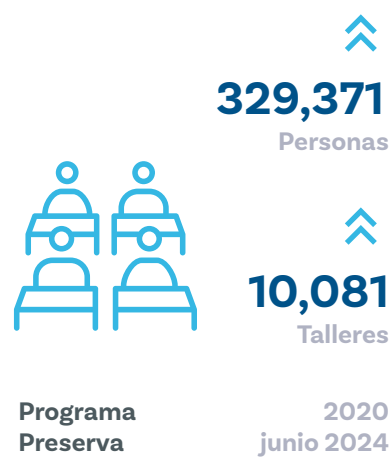 329,371
Personas
10,081
Talleres
Programa 2020
Preserva junio 2024